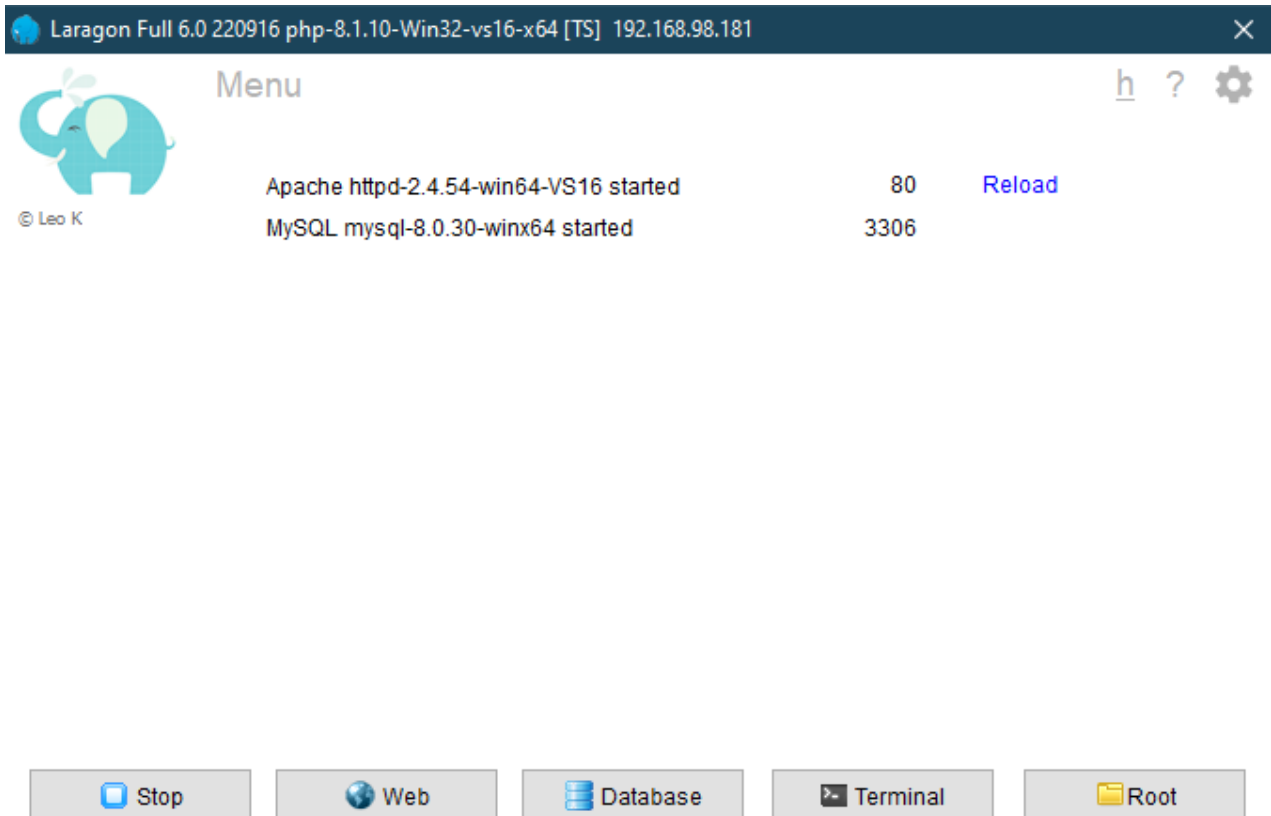 Laragon Full 6.0 220916 php-8.1.10-Win32-vs16-x64 [TS] 192.168.98.181
Menu h ?
Apache httpd-2.4.54-win64-VS16 started 80 Reload
© Leo K
MySQL mysql-8.0.30-winx64 started 3306
Stop Web Database Terminal Root